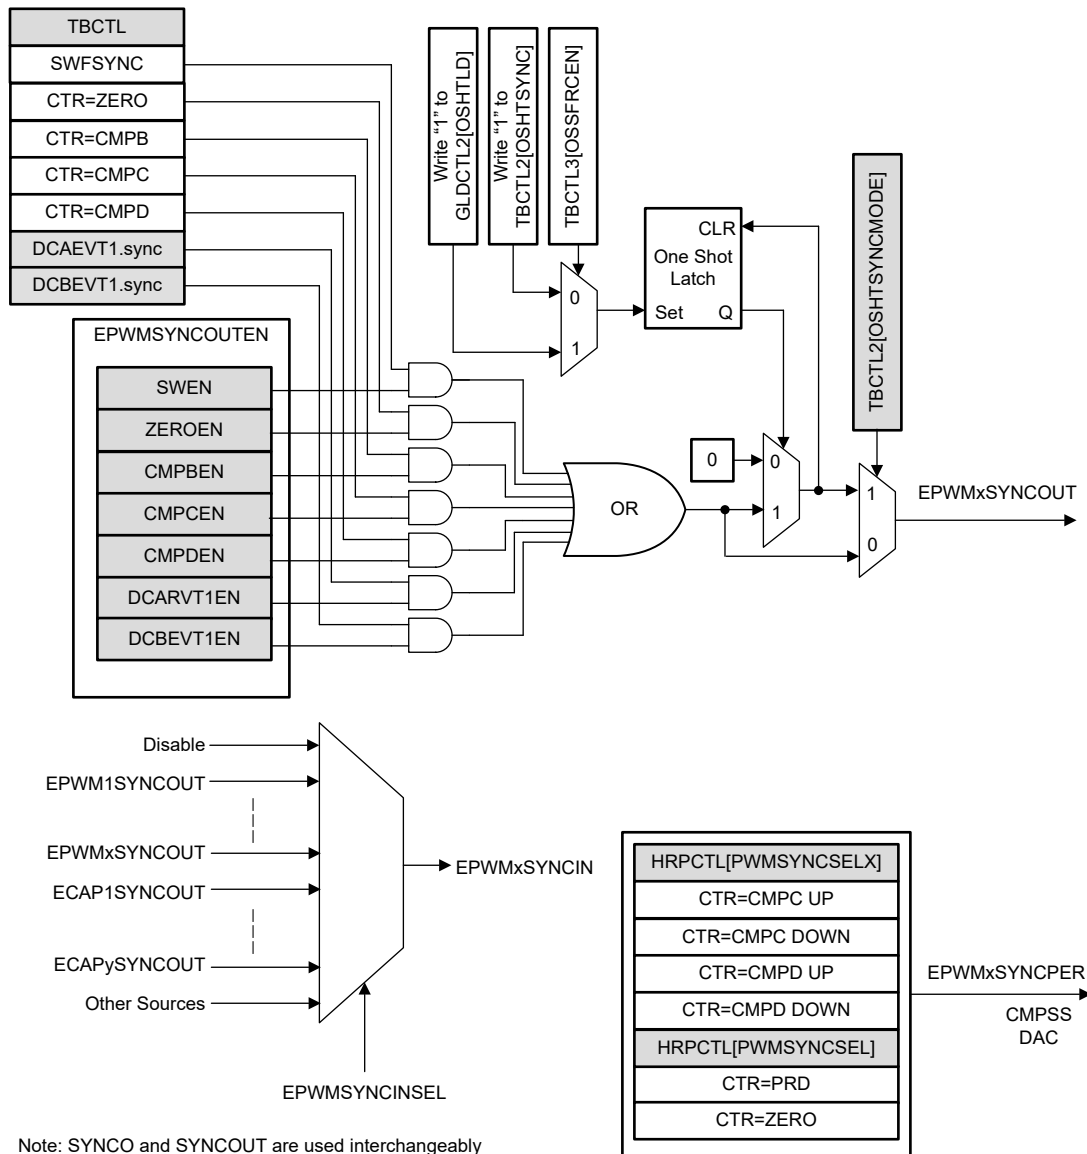 TBCTL
SWFSYNC
CTR=ZERO
CTR=CMPB
CTR=CMPC
CTR=CMPD
DCAEVT1.sync
DCBEVT1.sync
Write “1” to
GLDCTL2[OSHTLD]
Write “1” to
TBCTL2[OSHTSYNC]
TBCTL3[OSSFRCEN]
0
1
CLR
One Shot
Latch
Set
Q
TBCTL2[OSHTSYNCMODE]
EPWMSYNCOUTEN
SWEN
ZEROEN
CMPBEN
CMPCEN
CMPDEN
DCARVT1EN
DCBEVT1EN
OR
0
0
1
1
0
EPWMxSYNCOUT
Disable
EPWM1SYNCOUT
EPWMxSYNCOUT
ECAP1SYNCOUT
ECAPySYNCOUT
Other Sources
EPWMxSYNCIN
EPWMSYNCINSEL
HRPCTL[PWMSYNCSELX]
CTR=CMPC UP
CTR=CMPC DOWN
CTR=CMPD UP
CTR=CMPD DOWN
HRPCTL[PWMSYNCSEL]
CTR=PRD
CTR=ZERO
EPWMxSYNCPER
CMPSS
DAC
Note: SYNCO and SYNCOUT are used interchangeably